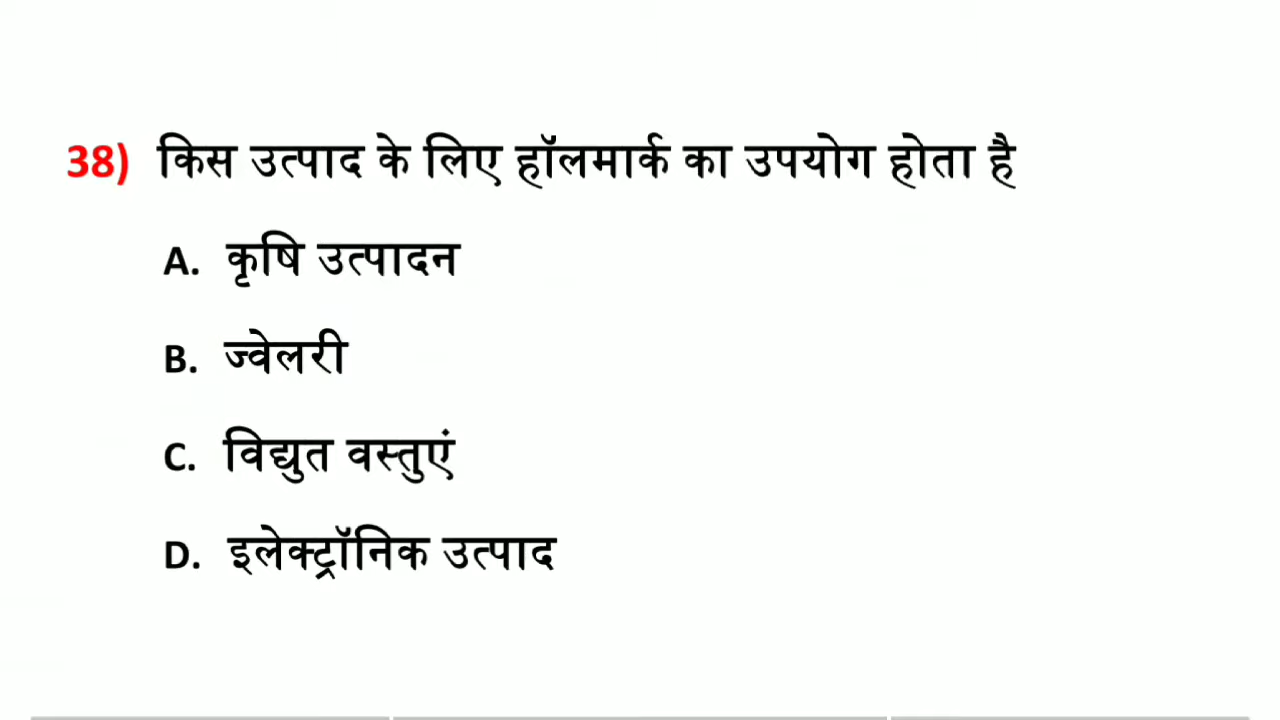 38) किस उत्पाद के लिए हॉलमार्क का उपयोग होता है
A. कृषि उत्पादन
B. ज्वेलरी
C. विद्युत वस्तुएं
D. इलेक्ट्रॉनिक उत्पाद